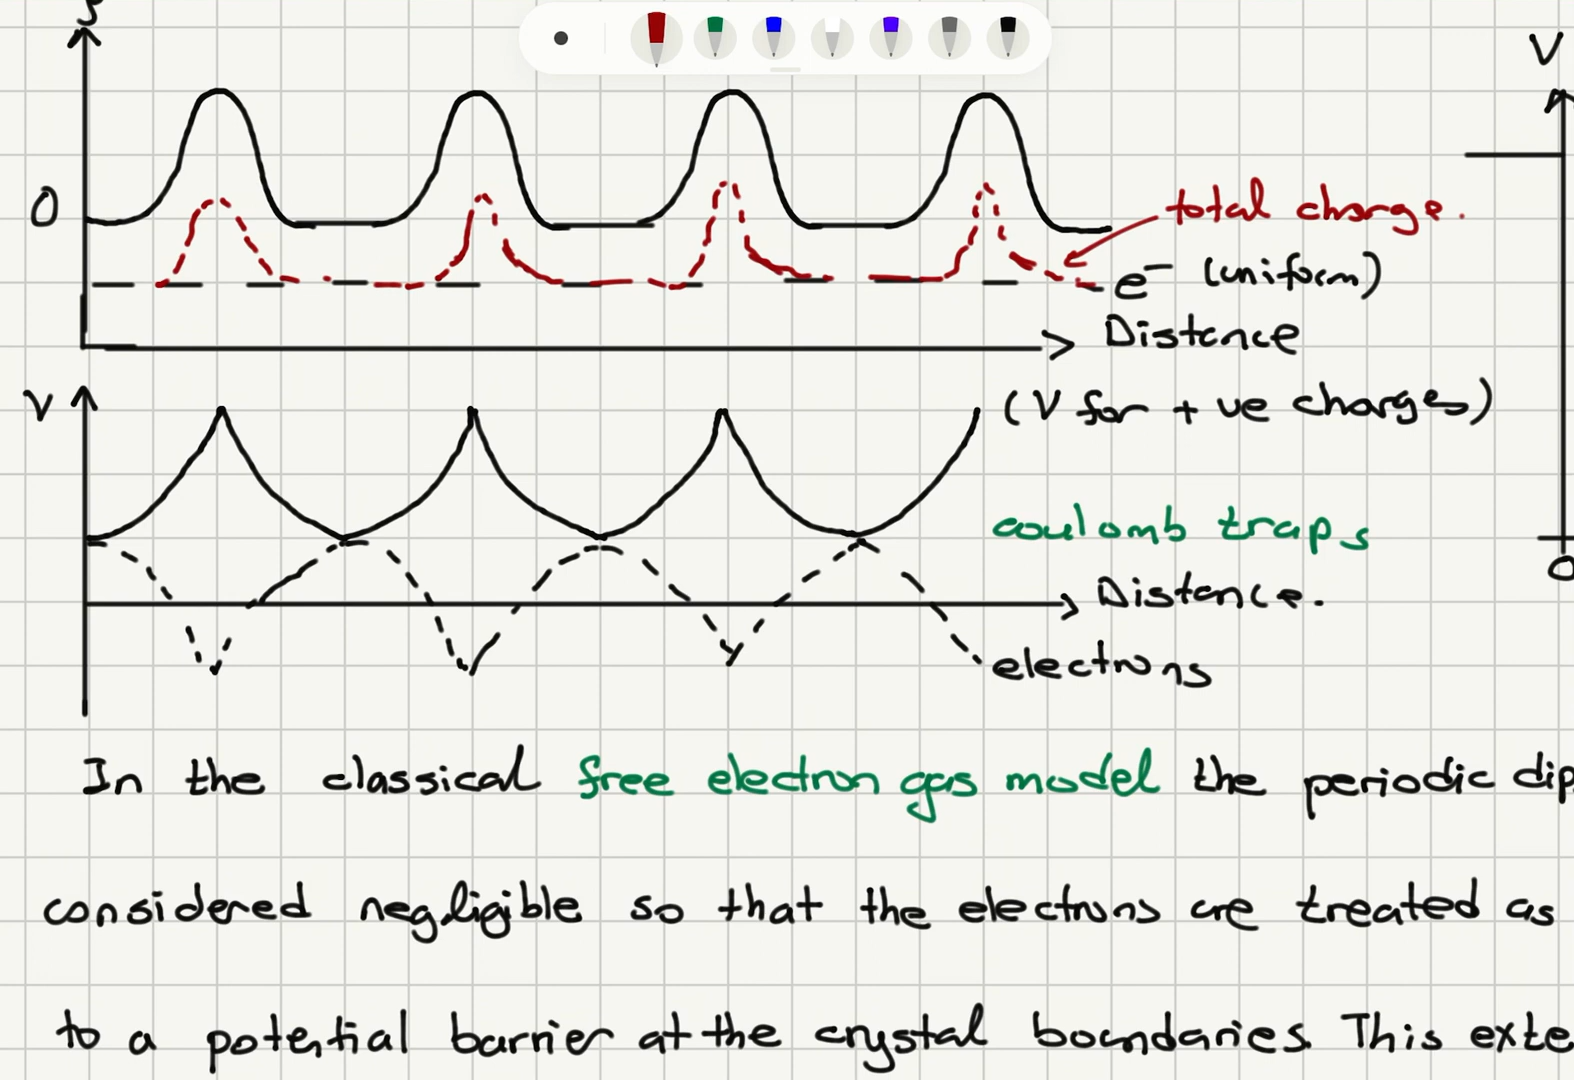 ρ
V
0
total charge.
e⁻ (uniform)
Distance
V
(V for +ve charges)
coulomb traps
0
Distance.
electrons
In the classical free electron gas model the periodic dip
considered negligible so that the electrons are treated as
to a potential barrier at the crystal boundaries. This exte